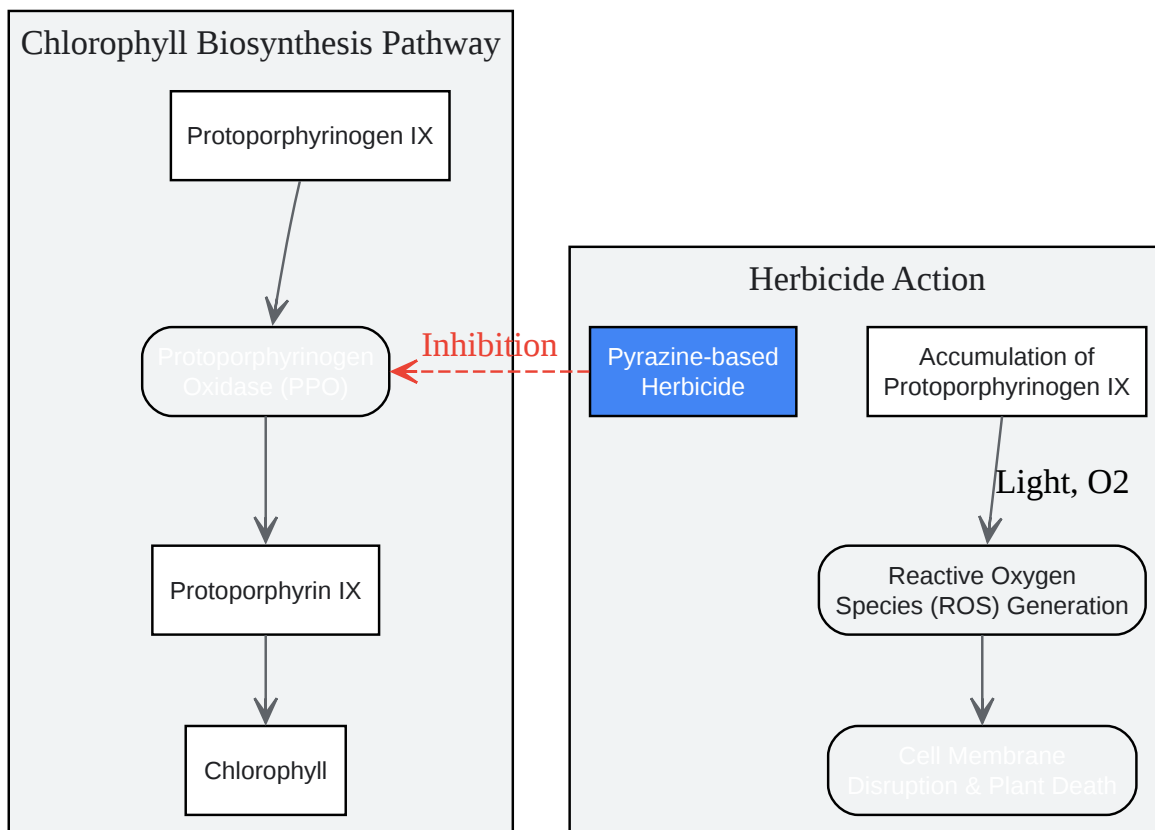 Chlorophyll Biosynthesis Pathway
Protoporphyrinogen IX
Protoporphyrinogen
Oxidase (PPO)
Protoporphyrin IX
Chlorophyll
Inhibition
Herbicide Action
Pyrazine-based
Herbicide
Accumulation of
Protoporphyrinogen IX
Light, O2
Reactive Oxygen
Species (ROS) Generation
Cell Membrane
Disruption & Plant Death